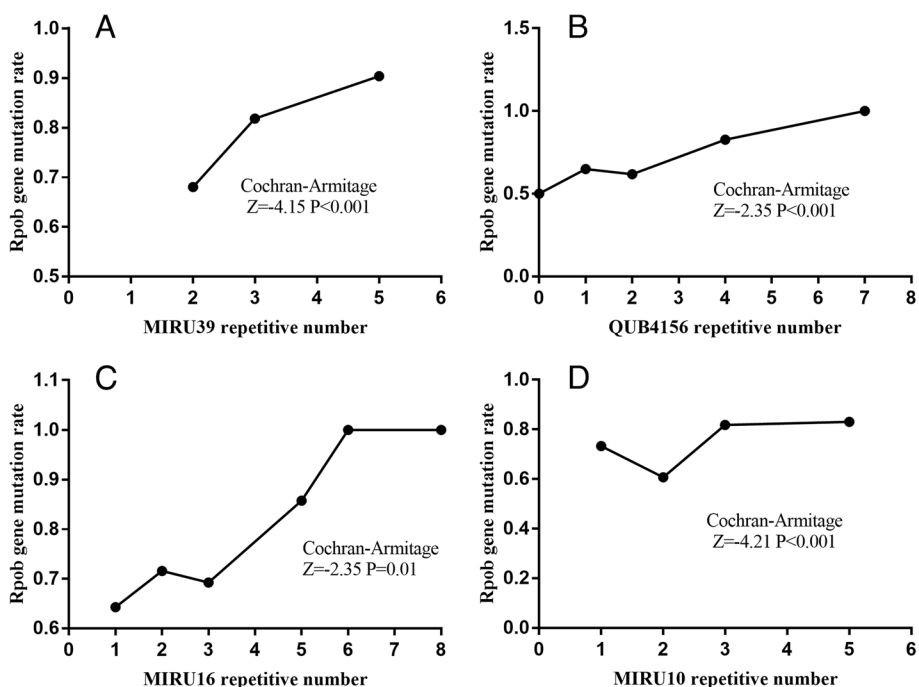 A
Rpob gene mutation rate
1.0
0.9
0.8
0.7
0.6
0.5
0 1 2 3 4 5 6
Cochran-Armitage
Z=-4.15 P<0.001
MIRU39 repetitive number
B
Rpob gene mutation rate
1.5
1.0
0.5
0.0
0 1 2 3 4 5 6 7 8
Cochran-Armitage
Z=-2.35 P<0.001
QUB4156 repetitive number
C
Rpob gene mutation rate
1.1
1.0
0.9
0.8
0.7
0.6
0 1 2 3 4 5 6 7 8
Cochran-Armitage
Z=-2.35 P=0.01
MIRU16 repetitive number
D
Rpob gene mutation rate
1.0
0.8
0.6
0.4
0.2
0.0
0 1 2 3 4 5 6
Cochran-Armitage
Z=-4.21 P<0.001
MIRU10 repetitive number